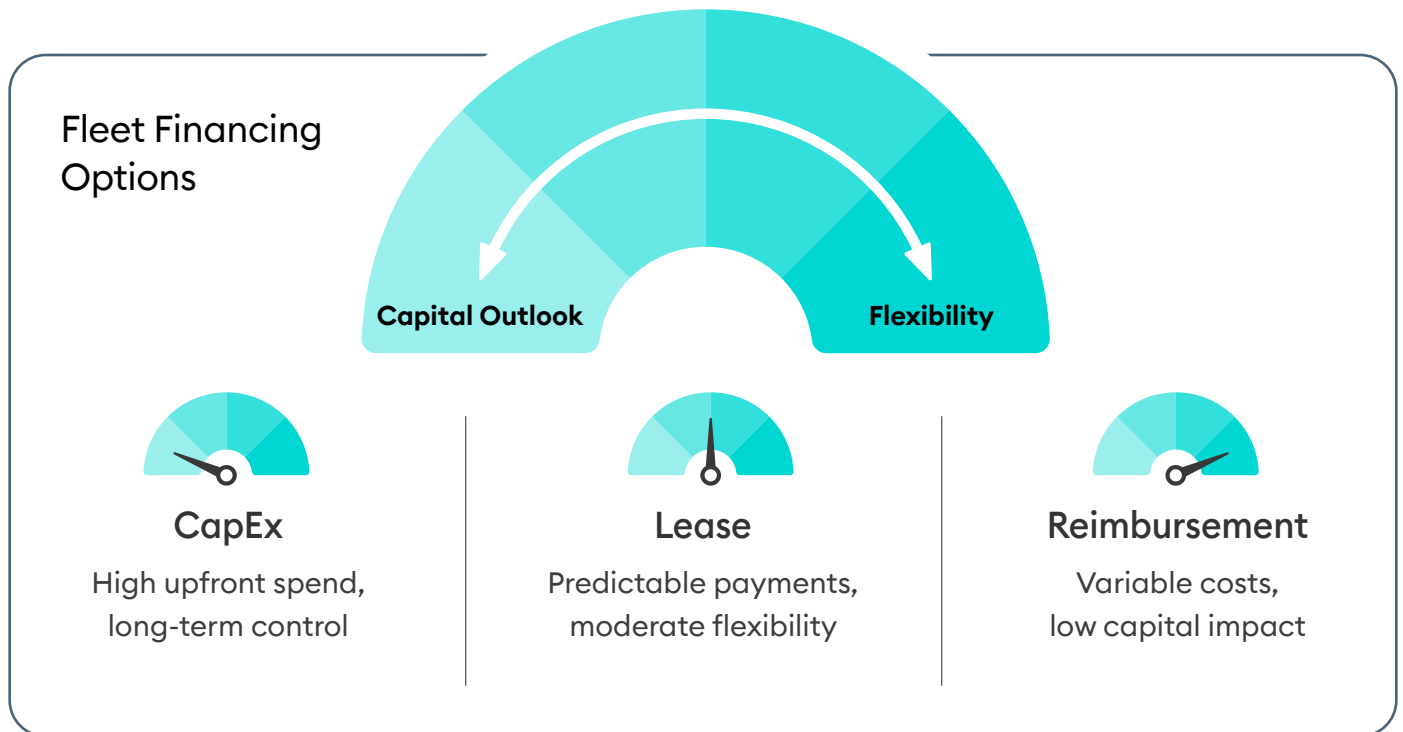 Fleet Financing
Options
Capital Outlook
Flexibility
CapEx
High upfront spend,
long-term control
Lease
Predictable payments,
moderate flexibility
Reimbursement
Variable costs,
low capital impact